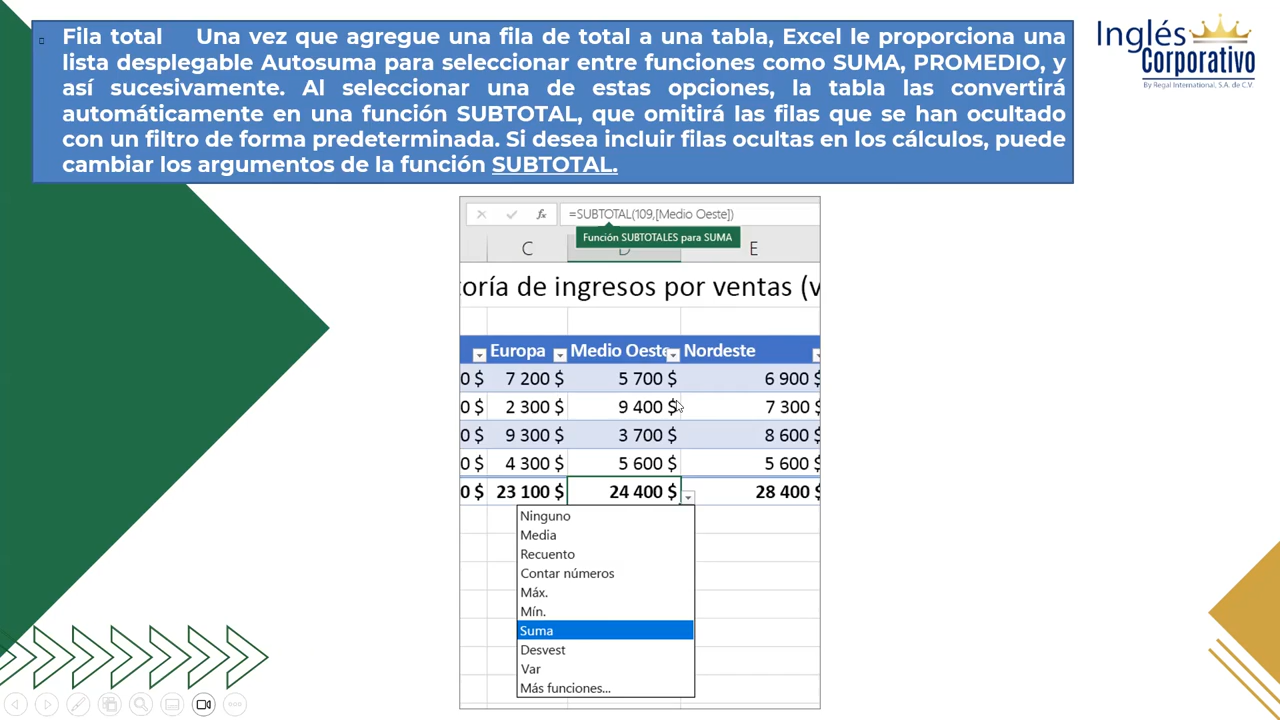 Fila total Una vez que agregue una fila de total a una tabla, Excel le proporciona una
lista desplegable Autosuma para seleccionar entre funciones como SUMA, PROMEDIO, y
así sucesivamente. Al seleccionar una de estas opciones, la tabla las convertirá
automáticamente en una función SUBTOTAL, que omitirá las filas que se han ocultado
con un filtro de forma predeterminada. Si desea incluir filas ocultas en los cálculos, puede
cambiar los argumentos de la función SUBTOTAL.
Inglés
Corporativo
By Regal International, S.A. de C.V.
fx =SUBTOTAL(109,[Medio Oeste])
Función SUBTOTALES para SUMA
C D E
toría de ingresos por ventas (v
Europa Medio Oeste Nordeste
0 $ 7 200 $ 5 700 $ 6 900 $
0 $ 2 300 $ 9 400 $ 7 300 $
0 $ 9 300 $ 3 700 $ 8 600 $
0 $ 4 300 $ 5 600 $ 5 600 $
0 $ 23 100 $ 24 400 $ 28 400 $
Ninguno
Media
Recuento
Contar números
Máx.
Mín.
Suma
Desvest
Var
Más funciones...